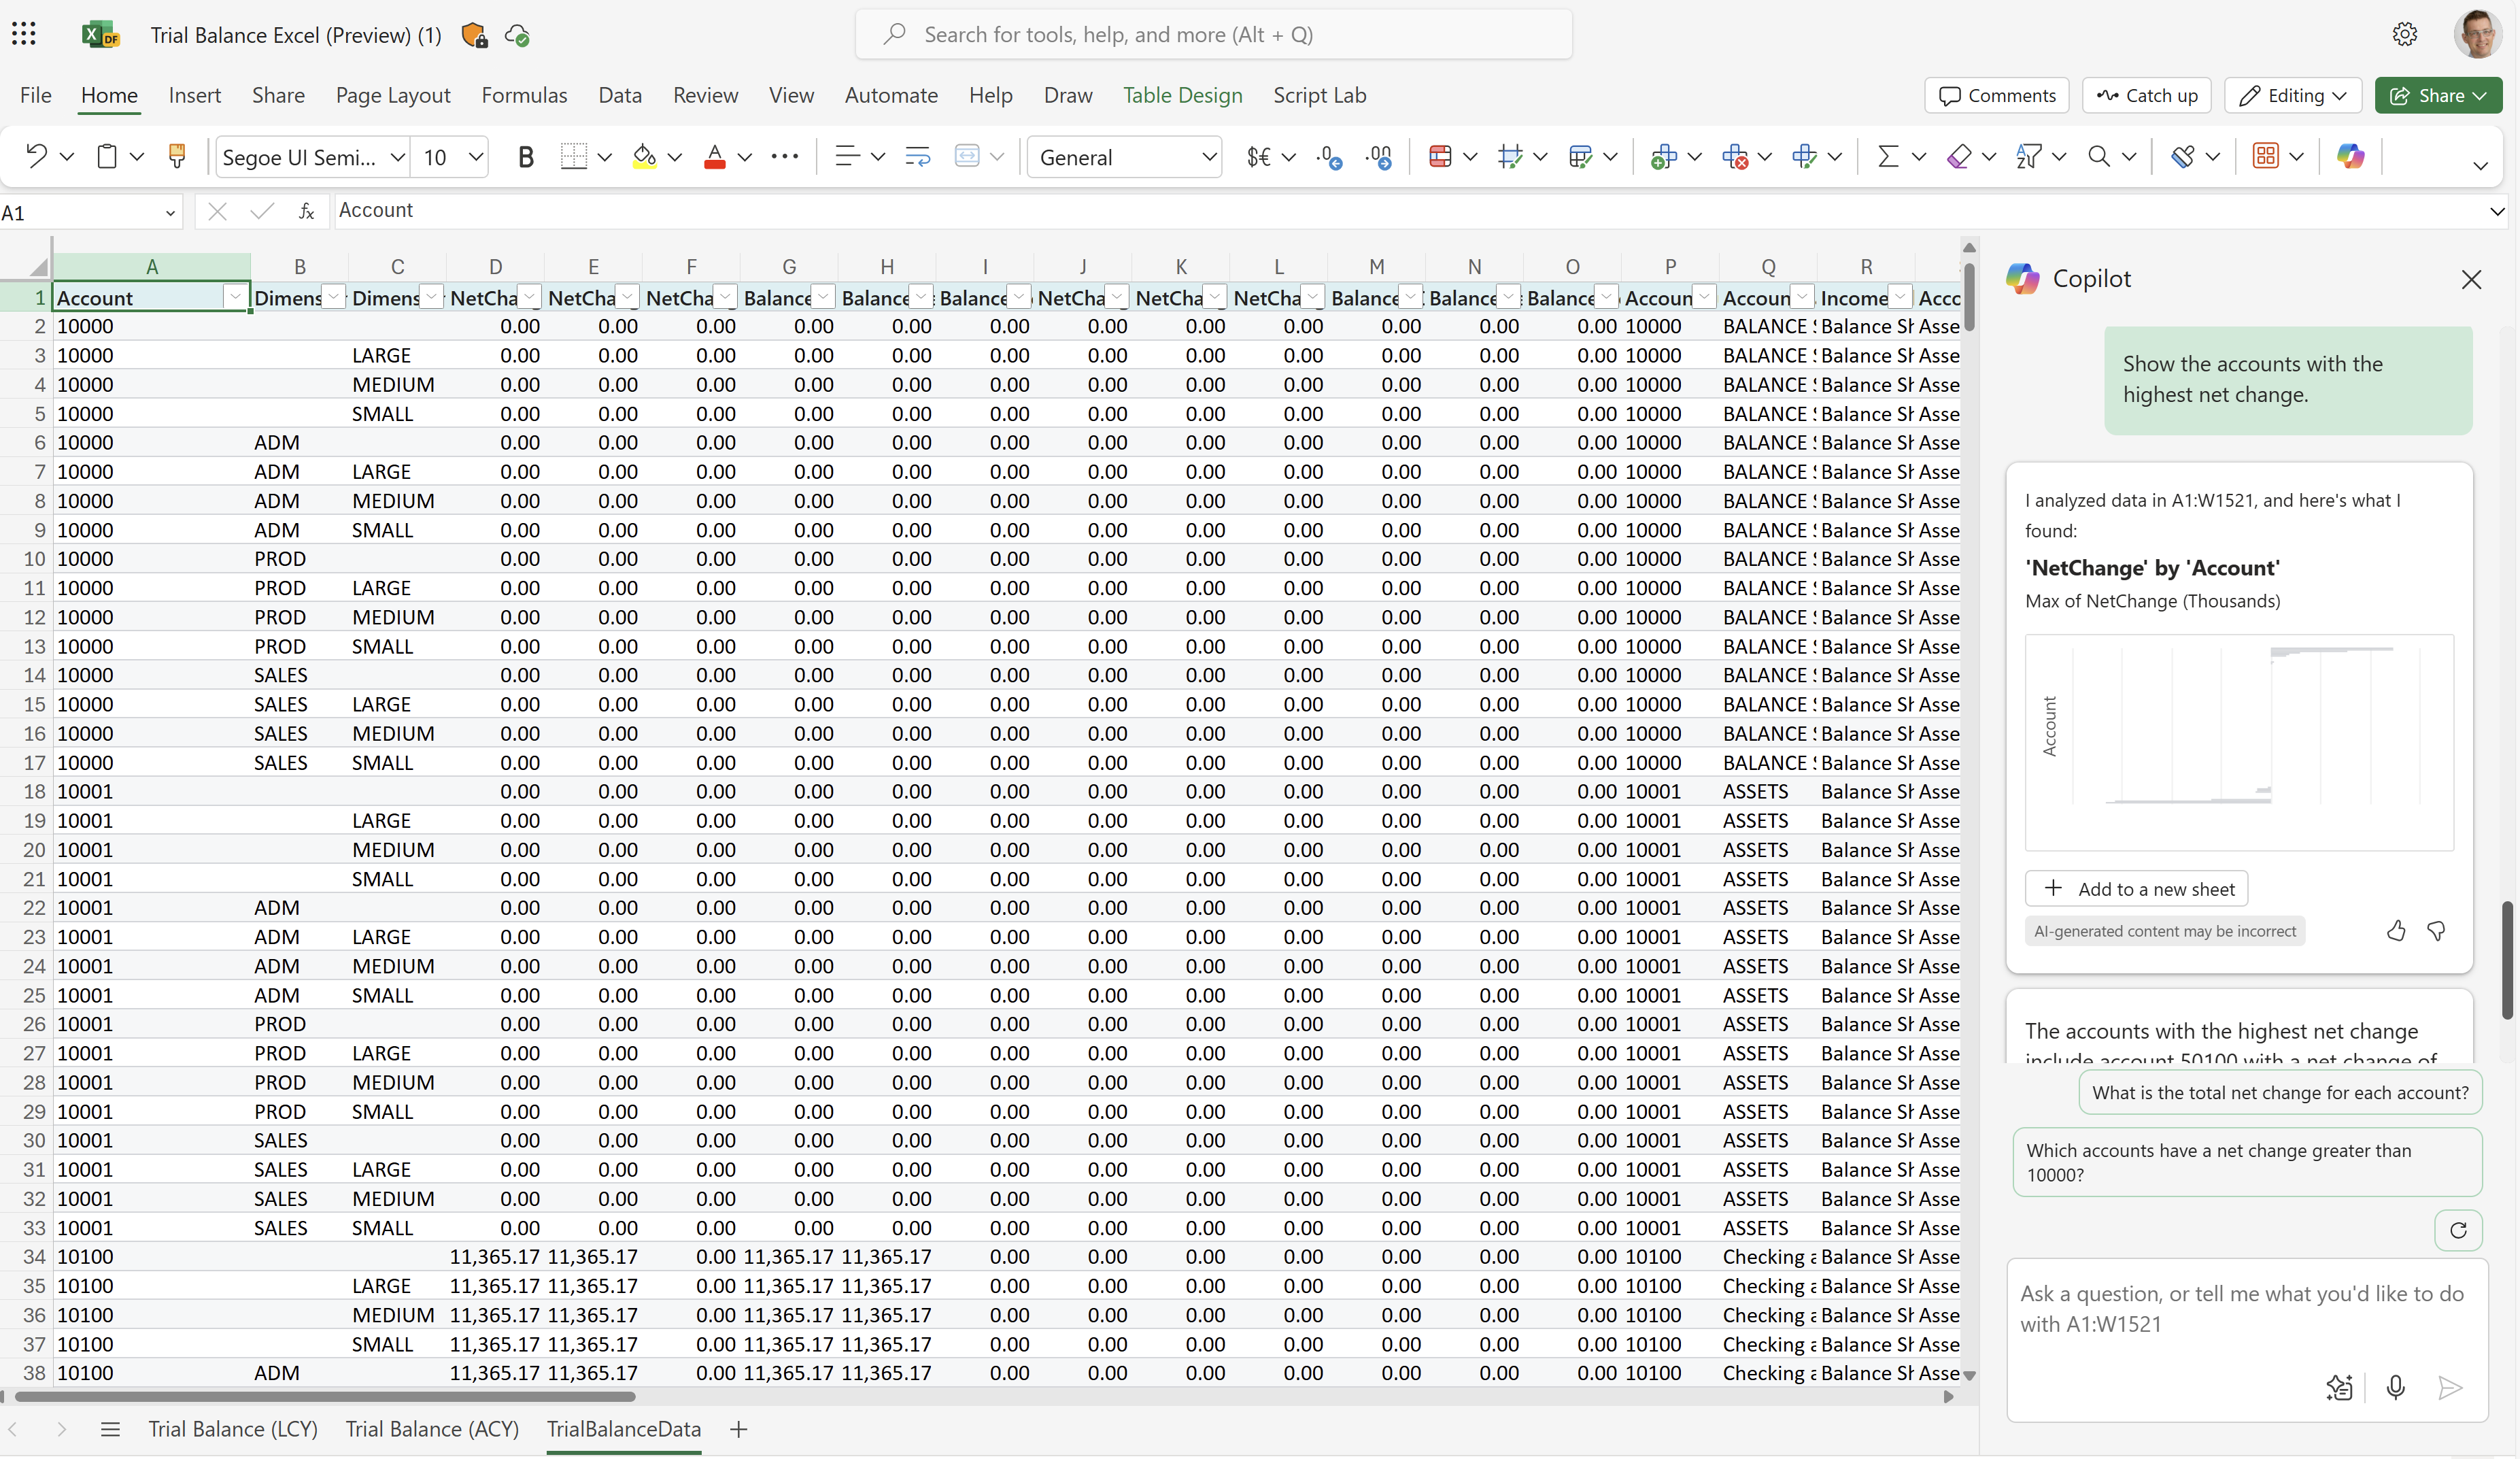 Trial Balance Excel (Preview) (1)
Search for tools, help, and more (Alt + Q)
File Home Insert Share Page Layout Formulas Data Review View Automate Help Draw Table Design Script Lab
Comments Catch up Editing Share
Segoe UI Semi... 10 B General
A1 fx Account
A B C D E F G H I J K L M N O P Q R
1 Account Dimens Dimens NetCha NetCha NetCha Balance Balance Balance NetCha NetCha NetCha Balance Balance Balance Accoun Accoun Income Acco
2 10000 0.00 0.00 0.00 0.00 0.00 0.00 0.00 0.00 0.00 0.00 0.00 0.00 10000 BALANCE S Balance Sh Asse
3 10000 LARGE 0.00 0.00 0.00 0.00 0.00 0.00 0.00 0.00 0.00 0.00 0.00 0.00 10000 BALANCE S Balance Sh Asse
4 10000 MEDIUM 0.00 0.00 0.00 0.00 0.00 0.00 0.00 0.00 0.00 0.00 0.00 0.00 10000 BALANCE S Balance Sh Asse
5 10000 SMALL 0.00 0.00 0.00 0.00 0.00 0.00 0.00 0.00 0.00 0.00 0.00 0.00 10000 BALANCE S Balance Sh Asse
6 10000 ADM 0.00 0.00 0.00 0.00 0.00 0.00 0.00 0.00 0.00 0.00 0.00 0.00 10000 BALANCE S Balance Sh Asse
7 10000 ADM LARGE 0.00 0.00 0.00 0.00 0.00 0.00 0.00 0.00 0.00 0.00 0.00 0.00 10000 BALANCE S Balance Sh Asse
8 10000 ADM MEDIUM 0.00 0.00 0.00 0.00 0.00 0.00 0.00 0.00 0.00 0.00 0.00 0.00 10000 BALANCE S Balance Sh Asse
9 10000 ADM SMALL 0.00 0.00 0.00 0.00 0.00 0.00 0.00 0.00 0.00 0.00 0.00 0.00 10000 BALANCE S Balance Sh Asse
10 10000 PROD 0.00 0.00 0.00 0.00 0.00 0.00 0.00 0.00 0.00 0.00 0.00 0.00 10000 BALANCE S Balance Sh Asse
11 10000 PROD LARGE 0.00 0.00 0.00 0.00 0.00 0.00 0.00 0.00 0.00 0.00 0.00 0.00 10000 BALANCE S Balance Sh Asse
12 10000 PROD MEDIUM 0.00 0.00 0.00 0.00 0.00 0.00 0.00 0.00 0.00 0.00 0.00 0.00 10000 BALANCE S Balance Sh Asse
13 10000 PROD SMALL 0.00 0.00 0.00 0.00 0.00 0.00 0.00 0.00 0.00 0.00 0.00 0.00 10000 BALANCE S Balance Sh Asse
14 10000 SALES 0.00 0.00 0.00 0.00 0.00 0.00 0.00 0.00 0.00 0.00 0.00 0.00 10000 BALANCE S Balance Sh Asse
15 10000 SALES LARGE 0.00 0.00 0.00 0.00 0.00 0.00 0.00 0.00 0.00 0.00 0.00 0.00 10000 BALANCE S Balance Sh Asse
16 10000 SALES MEDIUM 0.00 0.00 0.00 0.00 0.00 0.00 0.00 0.00 0.00 0.00 0.00 0.00 10000 BALANCE S Balance Sh Asse
17 10000 SALES SMALL 0.00 0.00 0.00 0.00 0.00 0.00 0.00 0.00 0.00 0.00 0.00 0.00 10000 BALANCE S Balance Sh Asse
18 10001 0.00 0.00 0.00 0.00 0.00 0.00 0.00 0.00 0.00 0.00 0.00 0.00 10001 ASSETS Balance Sh Asse
19 10001 LARGE 0.00 0.00 0.00 0.00 0.00 0.00 0.00 0.00 0.00 0.00 0.00 0.00 10001 ASSETS Balance Sh Asse
20 10001 MEDIUM 0.00 0.00 0.00 0.00 0.00 0.00 0.00 0.00 0.00 0.00 0.00 0.00 10001 ASSETS Balance Sh Asse
21 10001 SMALL 0.00 0.00 0.00 0.00 0.00 0.00 0.00 0.00 0.00 0.00 0.00 0.00 10001 ASSETS Balance Sh Asse
22 10001 ADM 0.00 0.00 0.00 0.00 0.00 0.00 0.00 0.00 0.00 0.00 0.00 0.00 10001 ASSETS Balance Sh Asse
23 10001 ADM LARGE 0.00 0.00 0.00 0.00 0.00 0.00 0.00 0.00 0.00 0.00 0.00 0.00 10001 ASSETS Balance Sh Asse
24 10001 ADM MEDIUM 0.00 0.00 0.00 0.00 0.00 0.00 0.00 0.00 0.00 0.00 0.00 0.00 10001 ASSETS Balance Sh Asse
25 10001 ADM SMALL 0.00 0.00 0.00 0.00 0.00 0.00 0.00 0.00 0.00 0.00 0.00 0.00 10001 ASSETS Balance Sh Asse
26 10001 PROD 0.00 0.00 0.00 0.00 0.00 0.00 0.00 0.00 0.00 0.00 0.00 0.00 10001 ASSETS Balance Sh Asse
27 10001 PROD LARGE 0.00 0.00 0.00 0.00 0.00 0.00 0.00 0.00 0.00 0.00 0.00 0.00 10001 ASSETS Balance Sh Asse
28 10001 PROD MEDIUM 0.00 0.00 0.00 0.00 0.00 0.00 0.00 0.00 0.00 0.00 0.00 0.00 10001 ASSETS Balance Sh Asse
29 10001 PROD SMALL 0.00 0.00 0.00 0.00 0.00 0.00 0.00 0.00 0.00 0.00 0.00 0.00 10001 ASSETS Balance Sh Asse
30 10001 SALES 0.00 0.00 0.00 0.00 0.00 0.00 0.00 0.00 0.00 0.00 0.00 0.00 10001 ASSETS Balance Sh Asse
31 10001 SALES LARGE 0.00 0.00 0.00 0.00 0.00 0.00 0.00 0.00 0.00 0.00 0.00 0.00 10001 ASSETS Balance Sh Asse
32 10001 SALES MEDIUM 0.00 0.00 0.00 0.00 0.00 0.00 0.00 0.00 0.00 0.00 0.00 0.00 10001 ASSETS Balance Sh Asse
33 10001 SALES SMALL 0.00 0.00 0.00 0.00 0.00 0.00 0.00 0.00 0.00 0.00 0.00 0.00 10001 ASSETS Balance Sh Asse
34 10100 11,365.17 11,365.17 0.00 11,365.17 11,365.17 0.00 0.00 0.00 0.00 0.00 0.00 0.00 10100 Checking a Balance Sh Asse
35 10100 LARGE 11,365.17 11,365.17 0.00 11,365.17 11,365.17 0.00 0.00 0.00 0.00 0.00 0.00 0.00 10100 Checking a Balance Sh Asse
36 10100 MEDIUM 11,365.17 11,365.17 0.00 11,365.17 11,365.17 0.00 0.00 0.00 0.00 0.00 0.00 0.00 10100 Checking a Balance Sh Asse
37 10100 SMALL 11,365.17 11,365.17 0.00 11,365.17 11,365.17 0.00 0.00 0.00 0.00 0.00 0.00 0.00 10100 Checking a Balance Sh Asse
38 10100 ADM 11,365.17 11,365.17 0.00 11,365.17 11,365.17 0.00 0.00 0.00 0.00 0.00 0.00 0.00 10100 Checking a Balance Sh Asse
Trial Balance (LCY) Trial Balance (ACY) TrialBalanceData
Copilot
Show the accounts with the
highest net change.
I analyzed data in A1:W1521, and here's what I
found:
'NetChange' by 'Account'
Max of NetChange (Thousands)
Account
Add to a new sheet
AI-generated content may be incorrect
The accounts with the highest net change
include account 50100 with a net change of
What is the total net change for each account?
Which accounts have a net change greater than
10000?
Ask a question, or tell me what you'd like to do
with A1:W1521